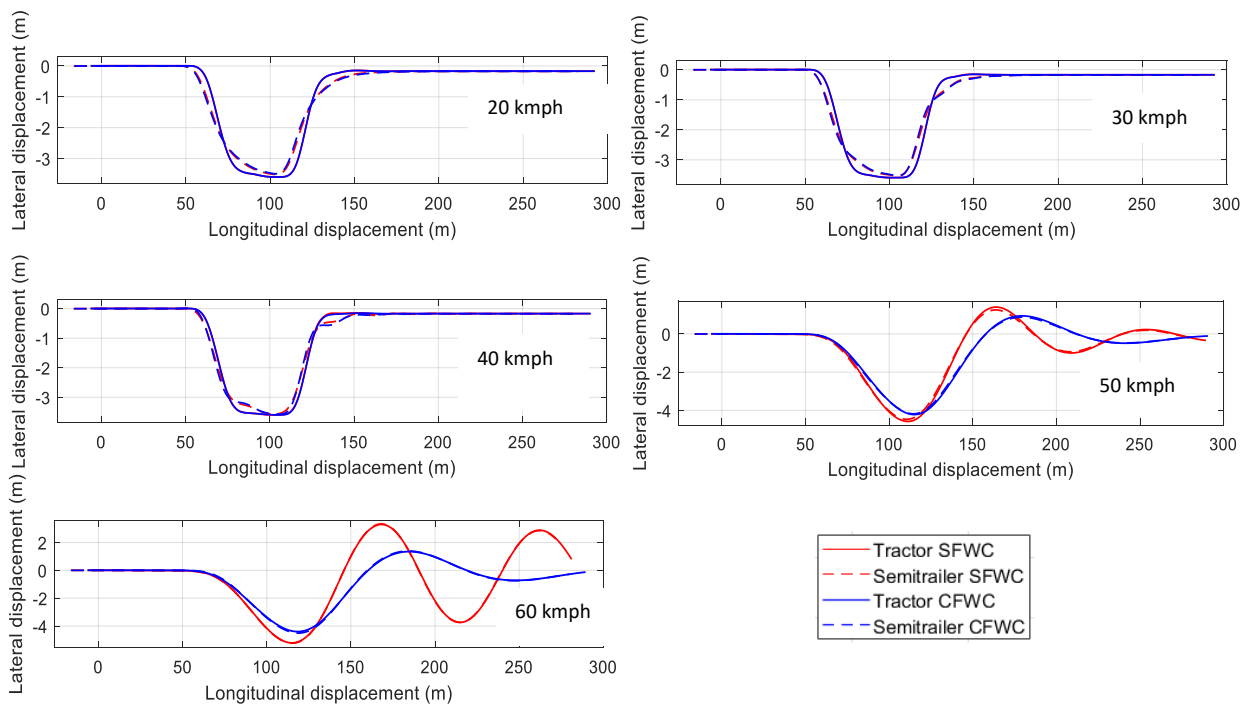 Lateral displacement (m)
0
-1
-2
-3
20 kmph
0
50
100
150
200
250
300
Longitudinal displacement (m)
Lateral displacement (m)
0
-1
-2
-3
30 kmph
0
50
100
150
200
250
300
Longitudinal displacement (m)
Lateral displacement (m)
0
-1
-2
-3
40 kmph
0
50
100
150
200
250
300
Longitudinal displacement (m)
Lateral displacement (m)
0
-2
-4
50 kmph
0
50
100
150
200
250
300
Longitudinal displacement (m)
Lateral displacement (m)
2
0
-2
-4
60 kmph
0
50
100
150
200
250
300
Longitudinal displacement (m)
Tractor SFWC
Semitrailer SFWC
Tractor CFWC
Semitrailer CFWC